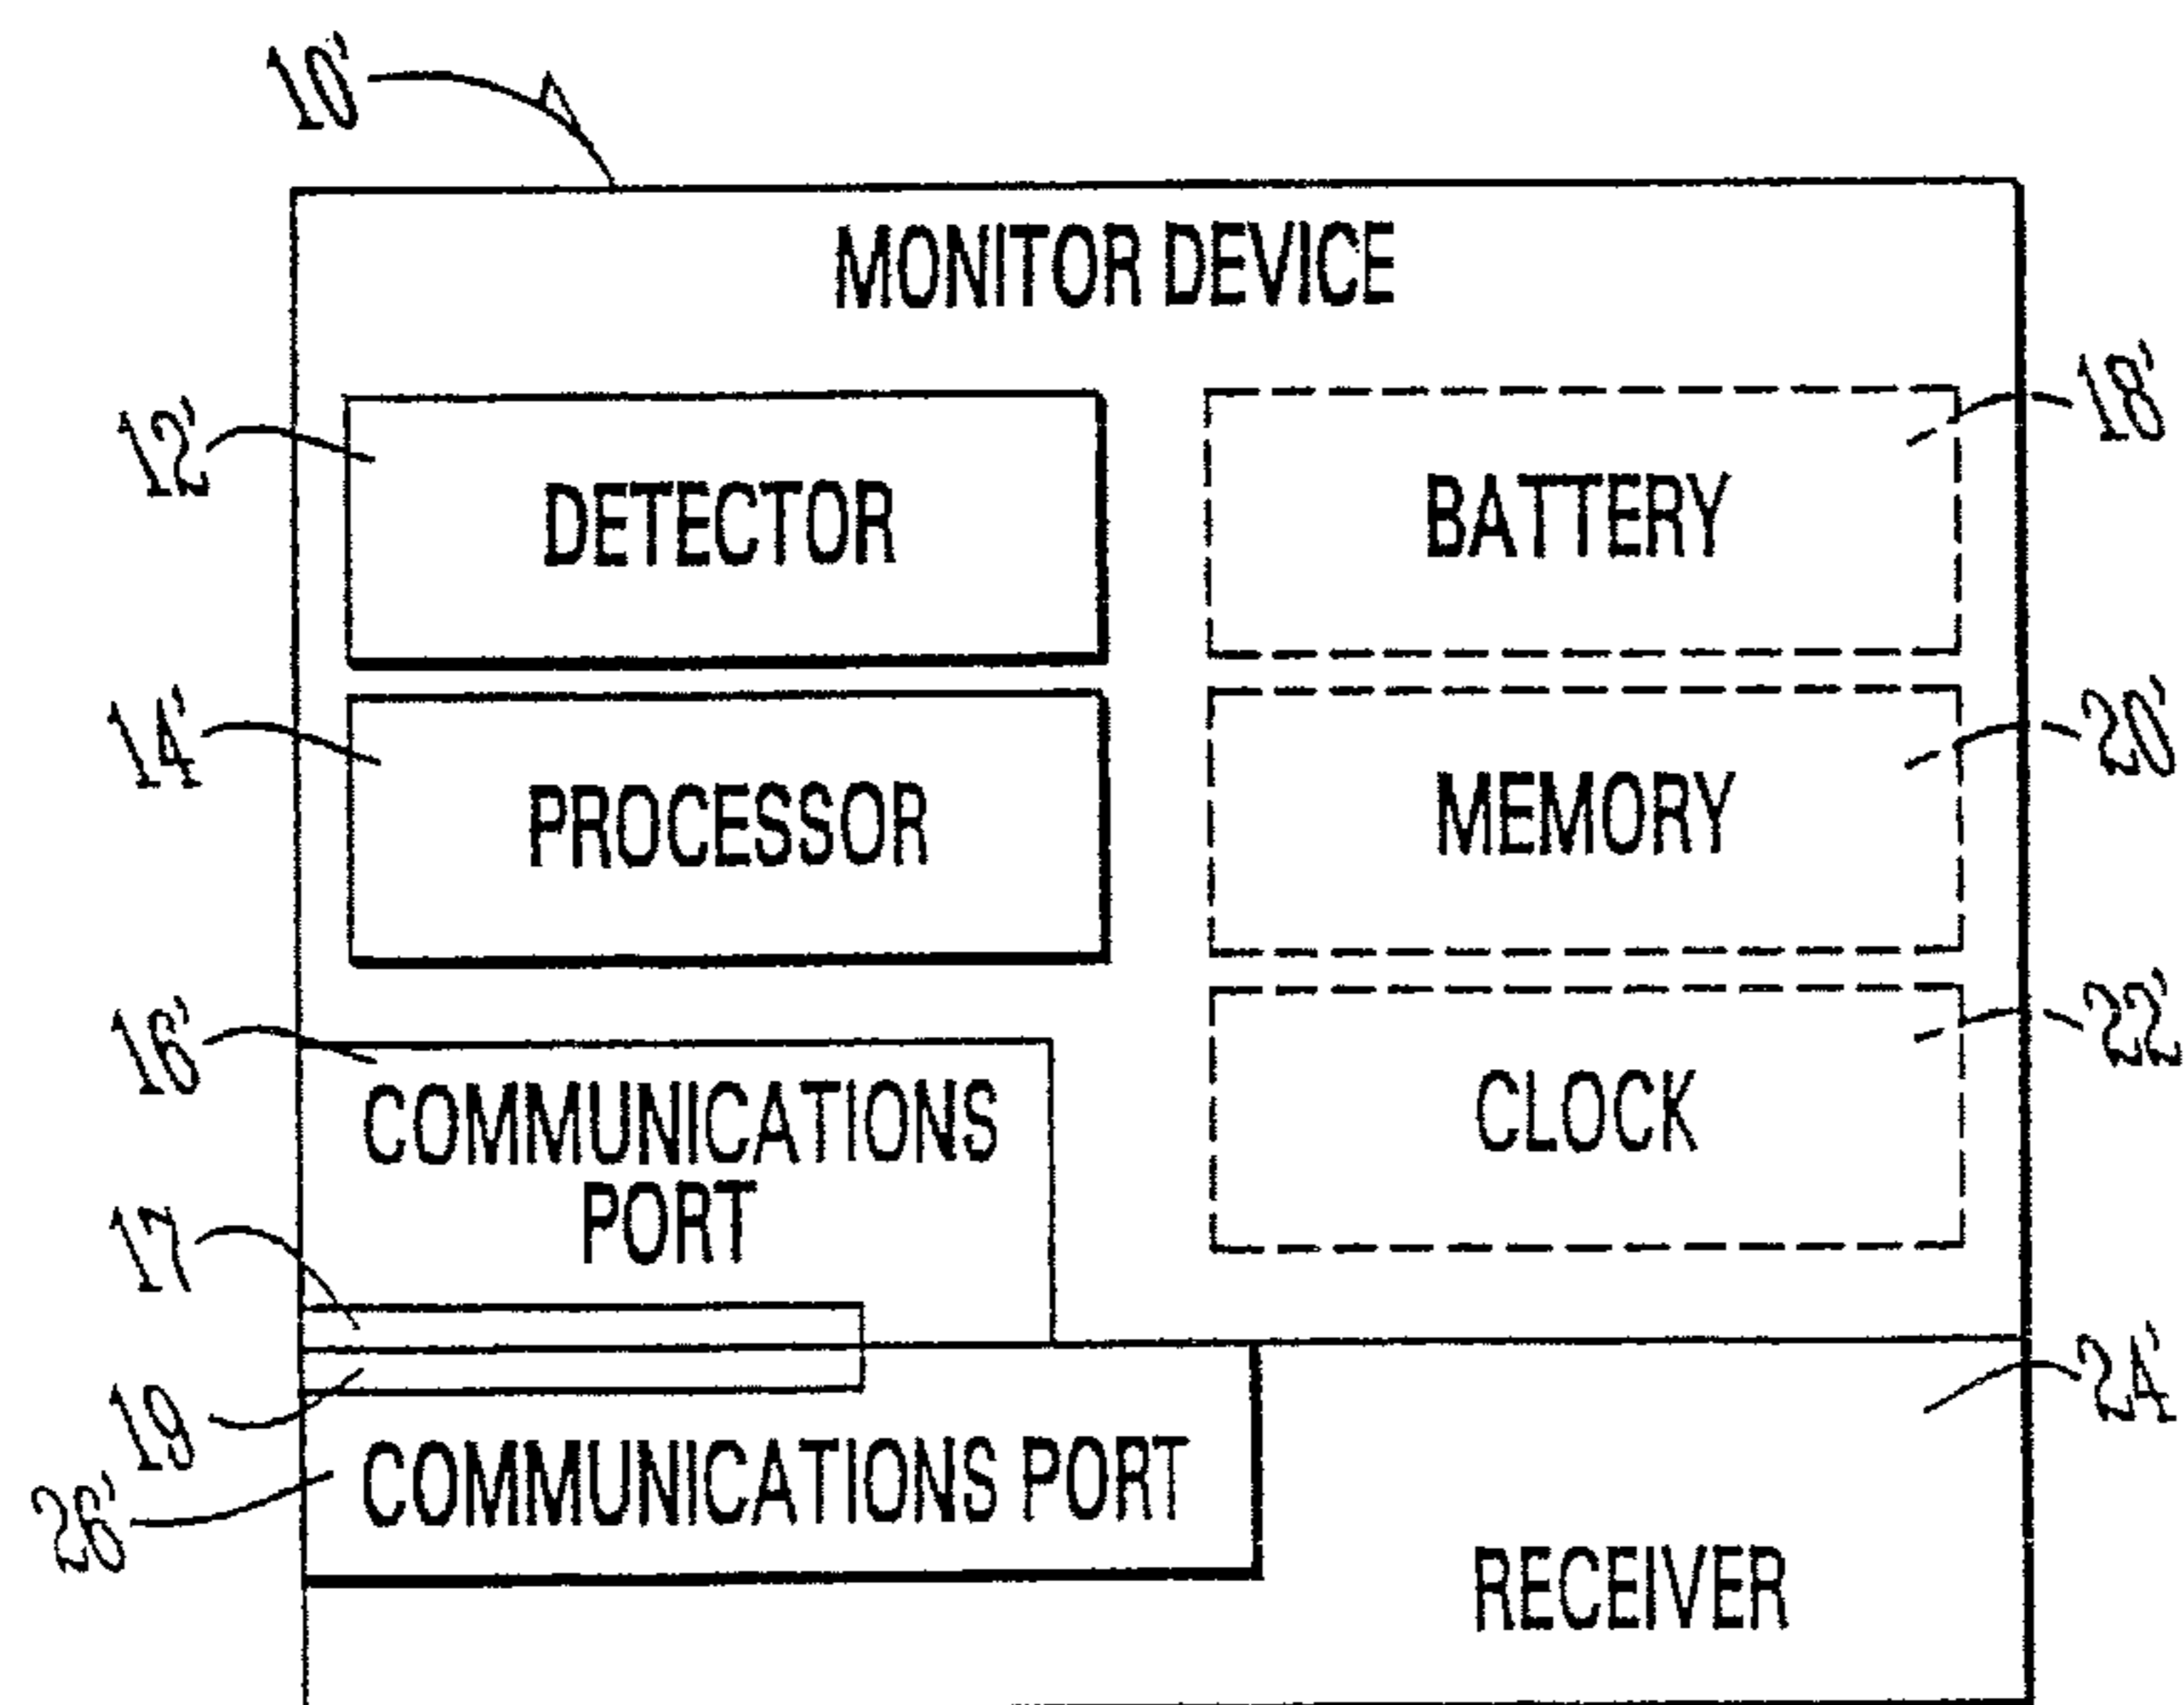 10'
MONITOR DEVICE
12'
DETECTOR
BATTERY
18'
14'
PROCESSOR
MEMORY
20'
16'
COMMUNICATIONS
PORT
CLOCK
22'
17
19
24'
26'
COMMUNICATIONS PORT
RECEIVER